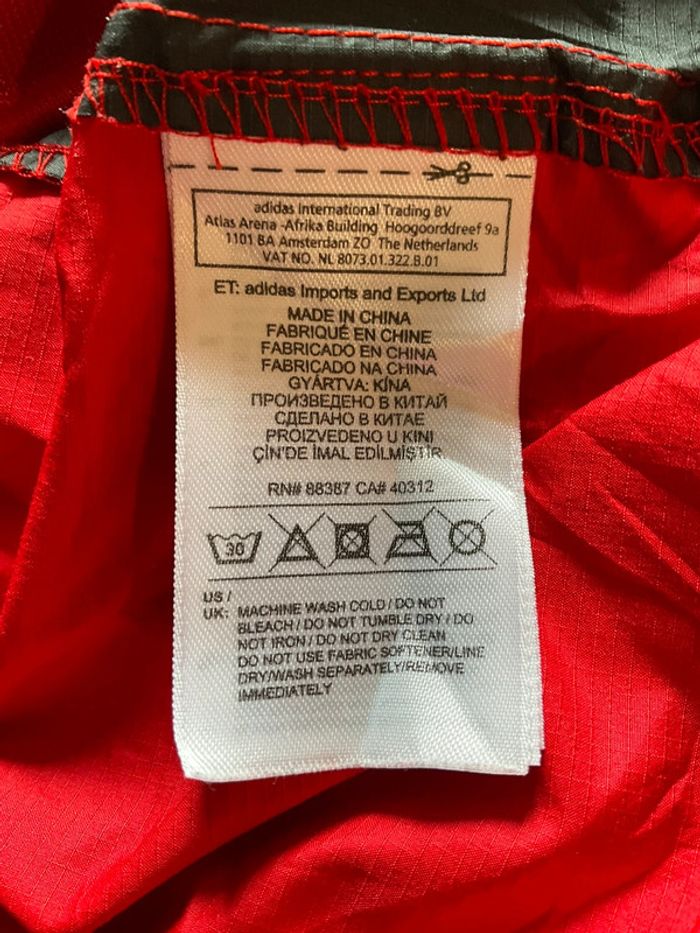 adidas International Trading BV
Atlas Arena -Afrika Building Hoogoorddreef 9a
1101 BA Amsterdam ZO The Netherlands
VAT NO. NL 8073.01.322.B.01
ET: adidas Imports and Exports Ltd
MADE IN CHINA
FABRIQUÉ EN CHINE
FABRICADO EN CHINA
FABRICADO NA CHINA
GYÁRTVA: KÍNA
ПРОИЗВЕДЕНО В КИТАЙ
СДЕЛАНО В КИТАЕ
PROIZVEDENO U KINI
ÇİN'DE İMAL EDİLMİŞTİR
RN# 88387 CA# 40312
30
US /
UK: MACHINE WASH COLD / DO NOT
BLEACH / DO NOT TUMBLE DRY / DO
NOT IRON / DO NOT DRY CLEAN
DO NOT USE FABRIC SOFTENER/LINE
DRY/WASH SEPARATELY/REMOVE
IMMEDIATELY